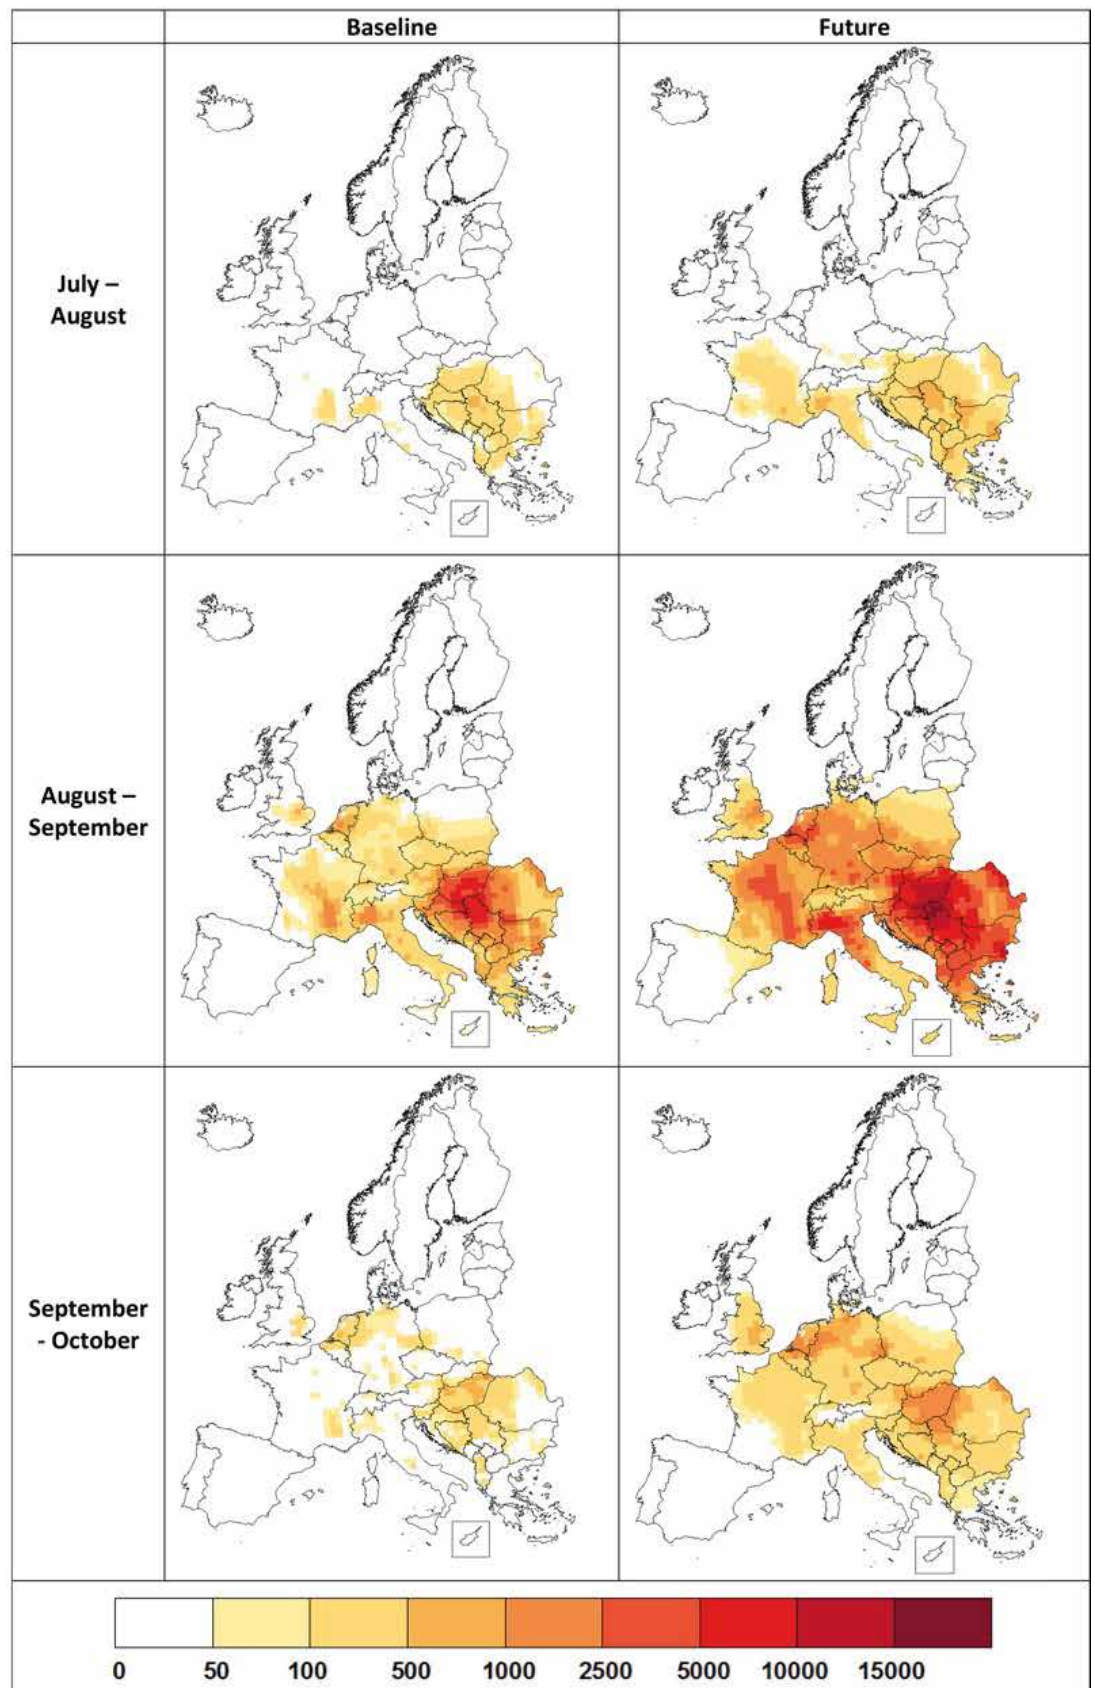 Baseline
Future
July –
August
August –
September
September
- October
0 50 100 500 1000 2500 5000 10000 15000